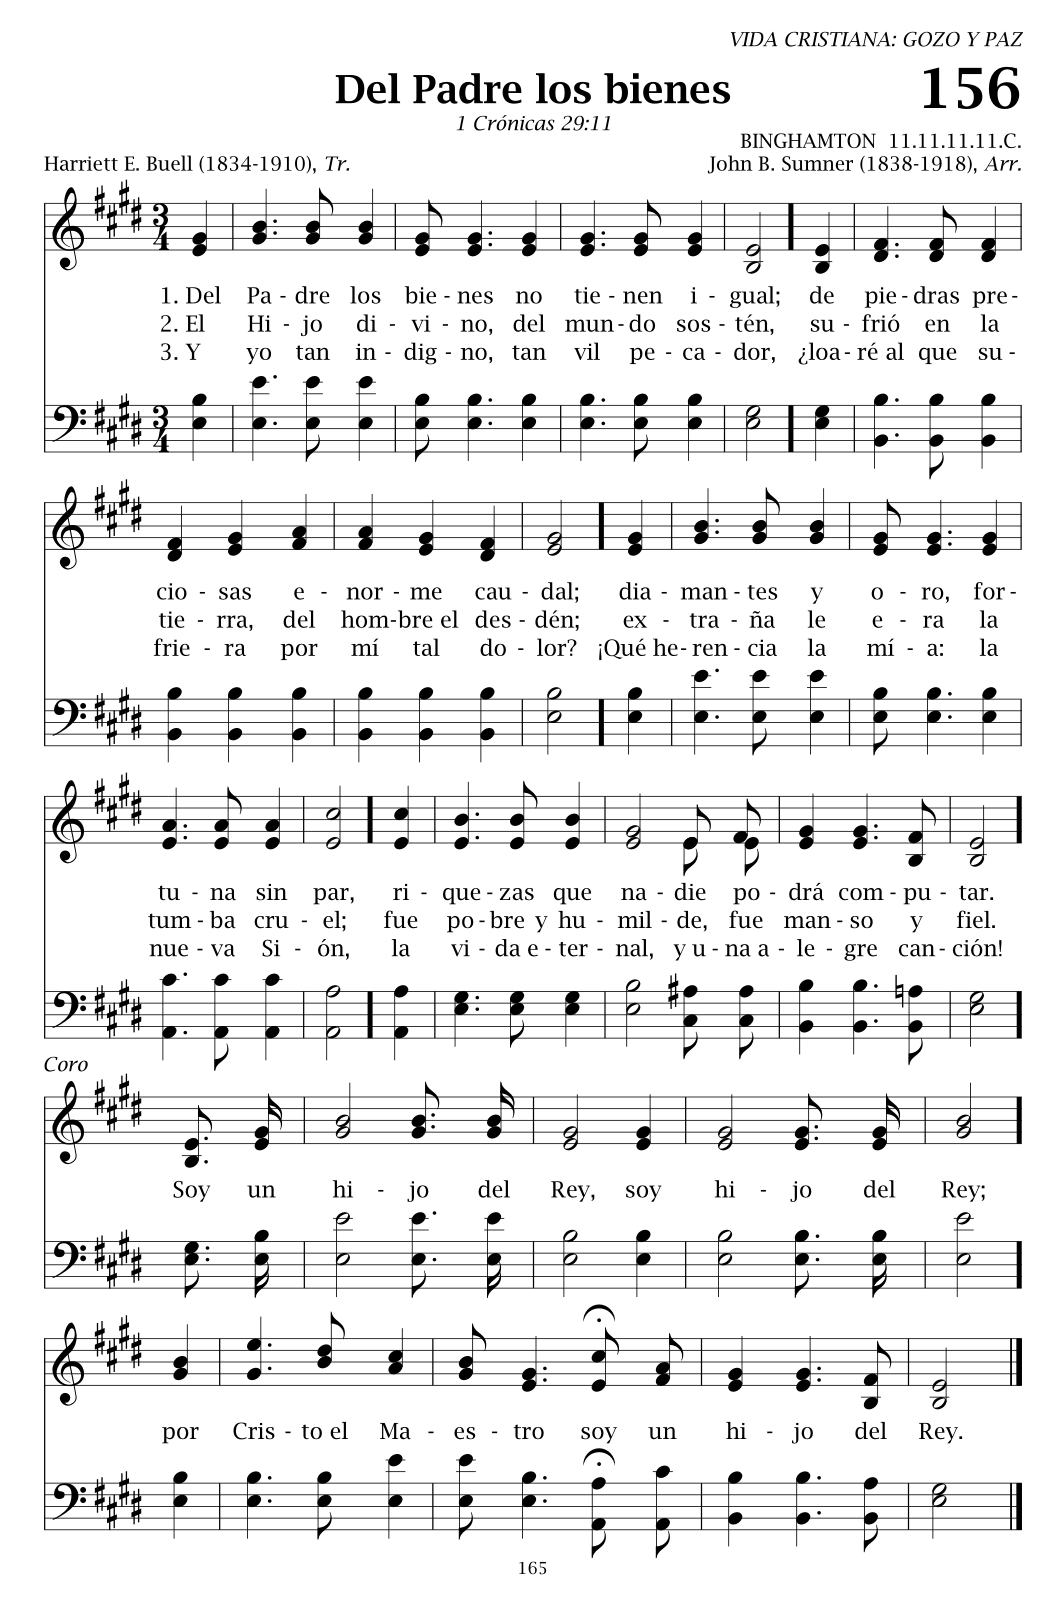 VIDA CRISTIANA: GOZO Y PAZ
Del Padre los bienes
156
1 Crónicas 29:11
BINGHAMTON 11.11.11.11.C.
Harriett E. Buell (1834-1910), Tr.
John B. Sumner (1838-1918), Arr.
1. Del Pa - dre los bie - nes no tie - nen i - gual; de pie - dras pre -
2. El Hi - jo di - vi - no, del mun - do sos - tén, su - frió en la
3. Y yo tan in - dig - no, tan vil pe - ca - dor, ¿loa - ré al que su -
cio - sas e - nor - me cau - dal; dia - man - tes y o - ro, for -
tie - rra, del hom - bre el des - dén; ex - tra - ña le e - ra la
frie - ra por mí tal do - lor? ¡Qué he - ren - cia la mí - a: la
tu - na sin par, ri - que - zas que na - die po - drá com - pu - tar.
tum - ba cru - el; fue po - bre y hu - mil - de, fue man - so y fiel.
nue - va Si - ón, la vi - da e - ter - nal, y u - na a - le - gre can - ción!
Coro
Soy un hi - jo del Rey, soy hi - jo del Rey;
por Cris - to el Ma - es - tro soy un hi - jo del Rey.
165